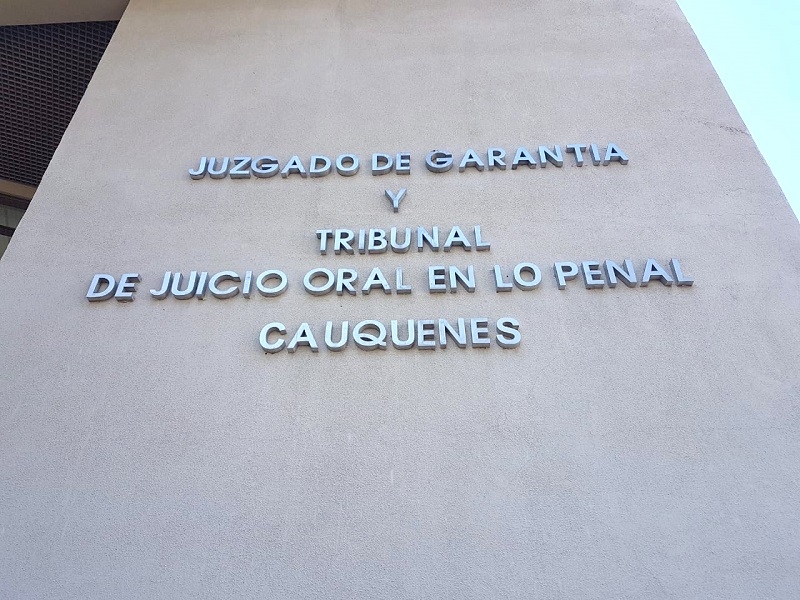 JUZGADO DE GARANTIA
Y
TRIBUNAL
DE JUICIO ORAL EN LO PENAL
CAUQUENES